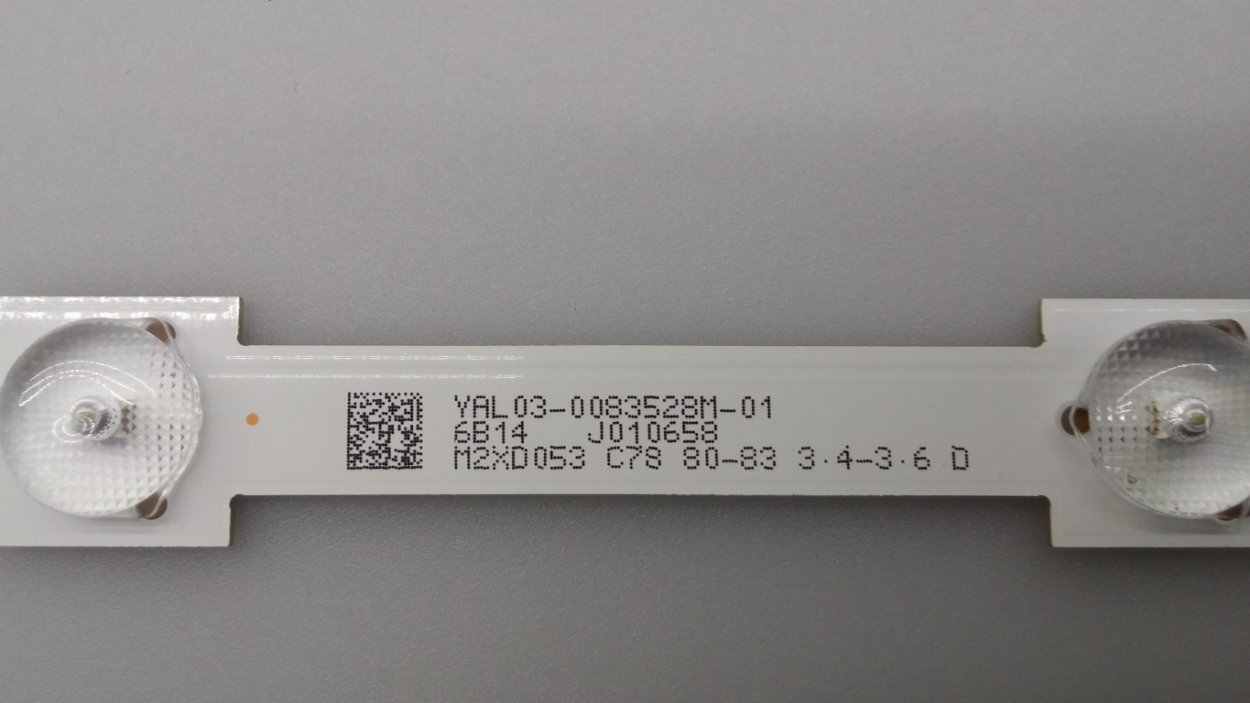 YAL03-0083528M-01
6B14 J010658
M2XD053 C78 80-83 3.4-3.6 D